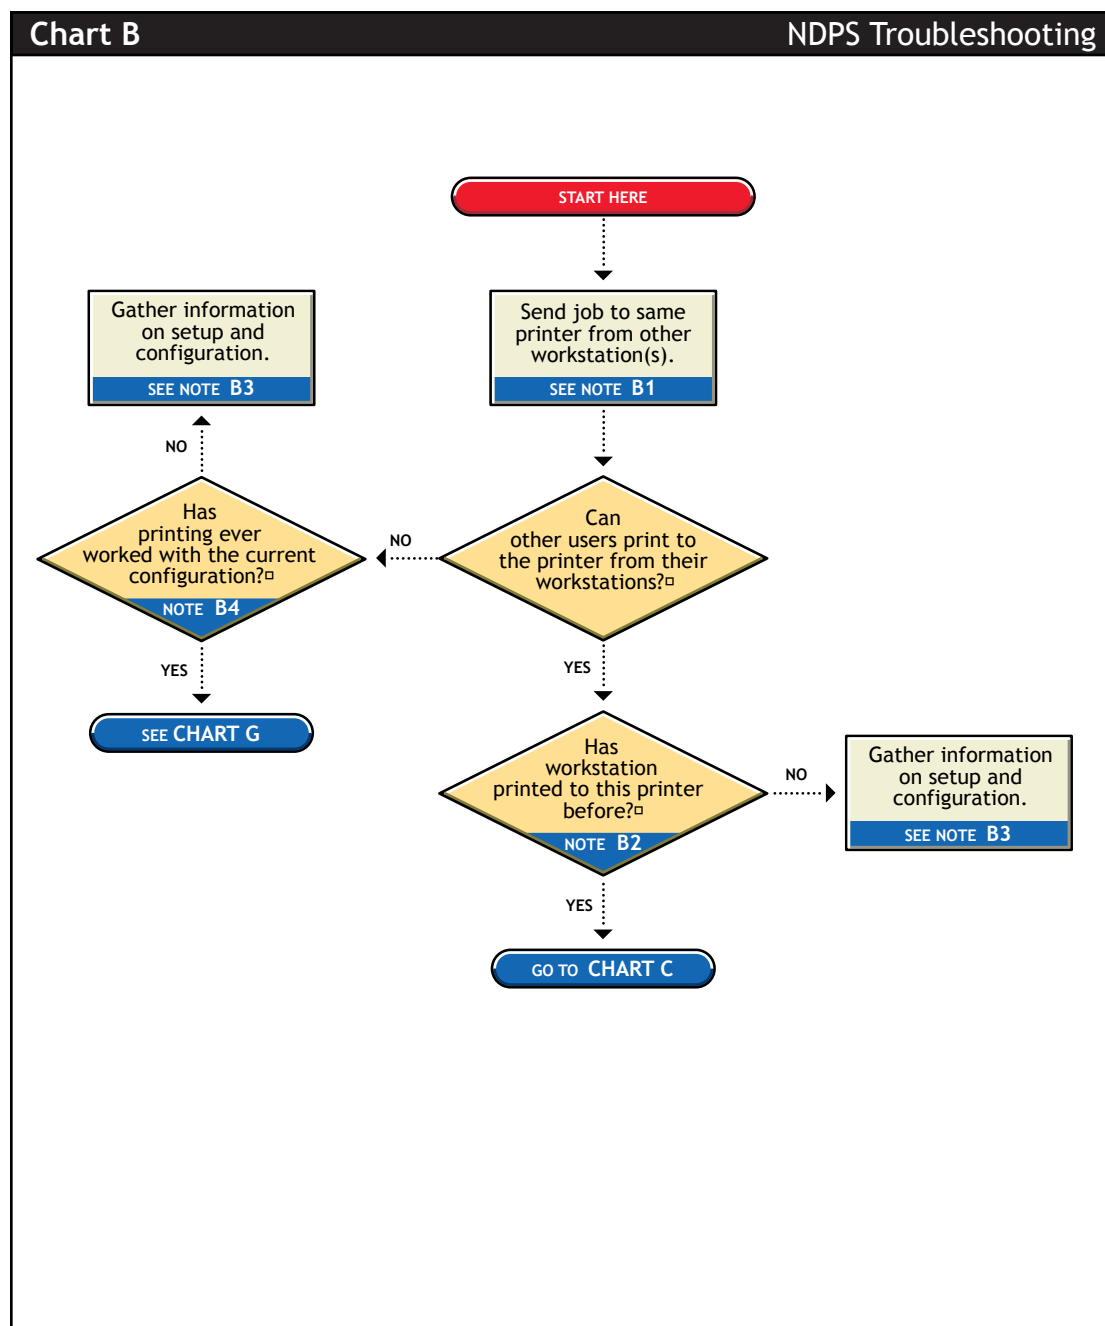 Chart B
NDPS Troubleshooting
START HERE
Send job to same
printer from other
workstation(s).
SEE NOTE B1
Can
other users print to
the printer from their
workstations?
NO
Has
printing ever
worked with the current
configuration?
NOTE B4
NO
Gather information
on setup and
configuration.
SEE NOTE B3
YES
SEE CHART G
YES
Has
workstation
printed to this printer
before?
NOTE B2
NO
Gather information
on setup and
configuration.
SEE NOTE B3
YES
GO TO CHART C